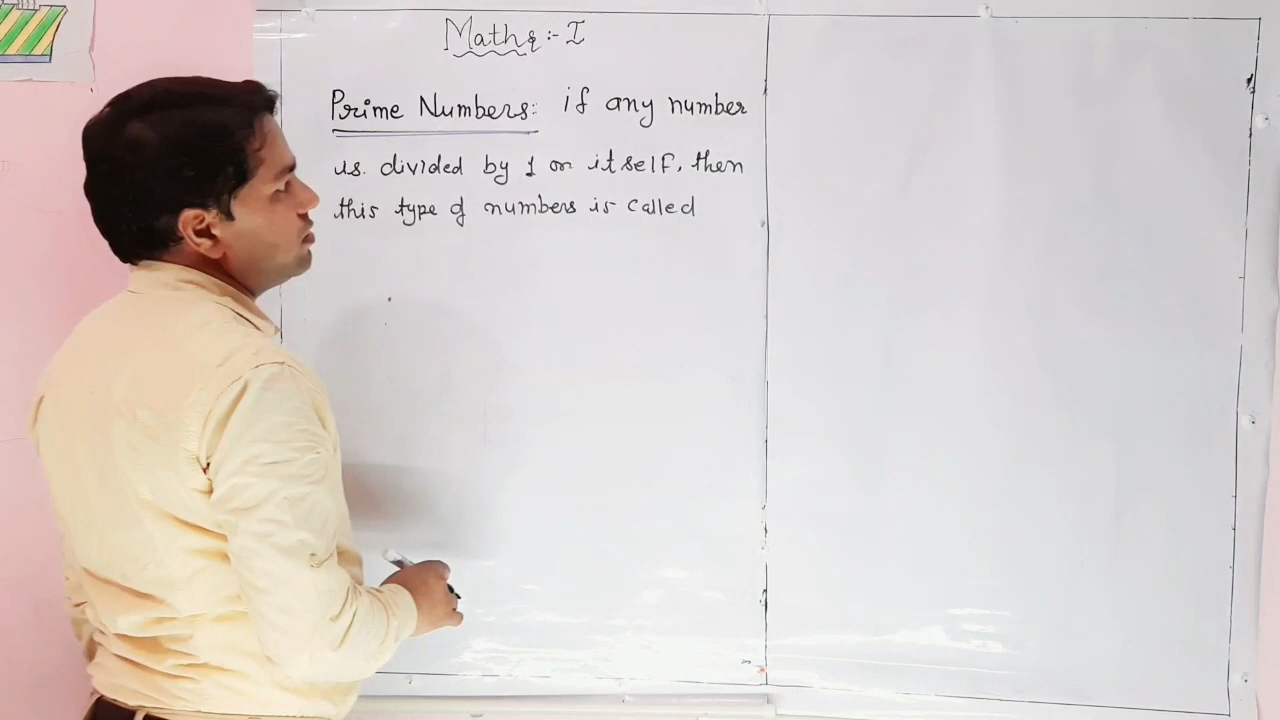 Maths :- I
Prime Numbers: if any number
is divided by 1 or itself, then
this type of numbers is called